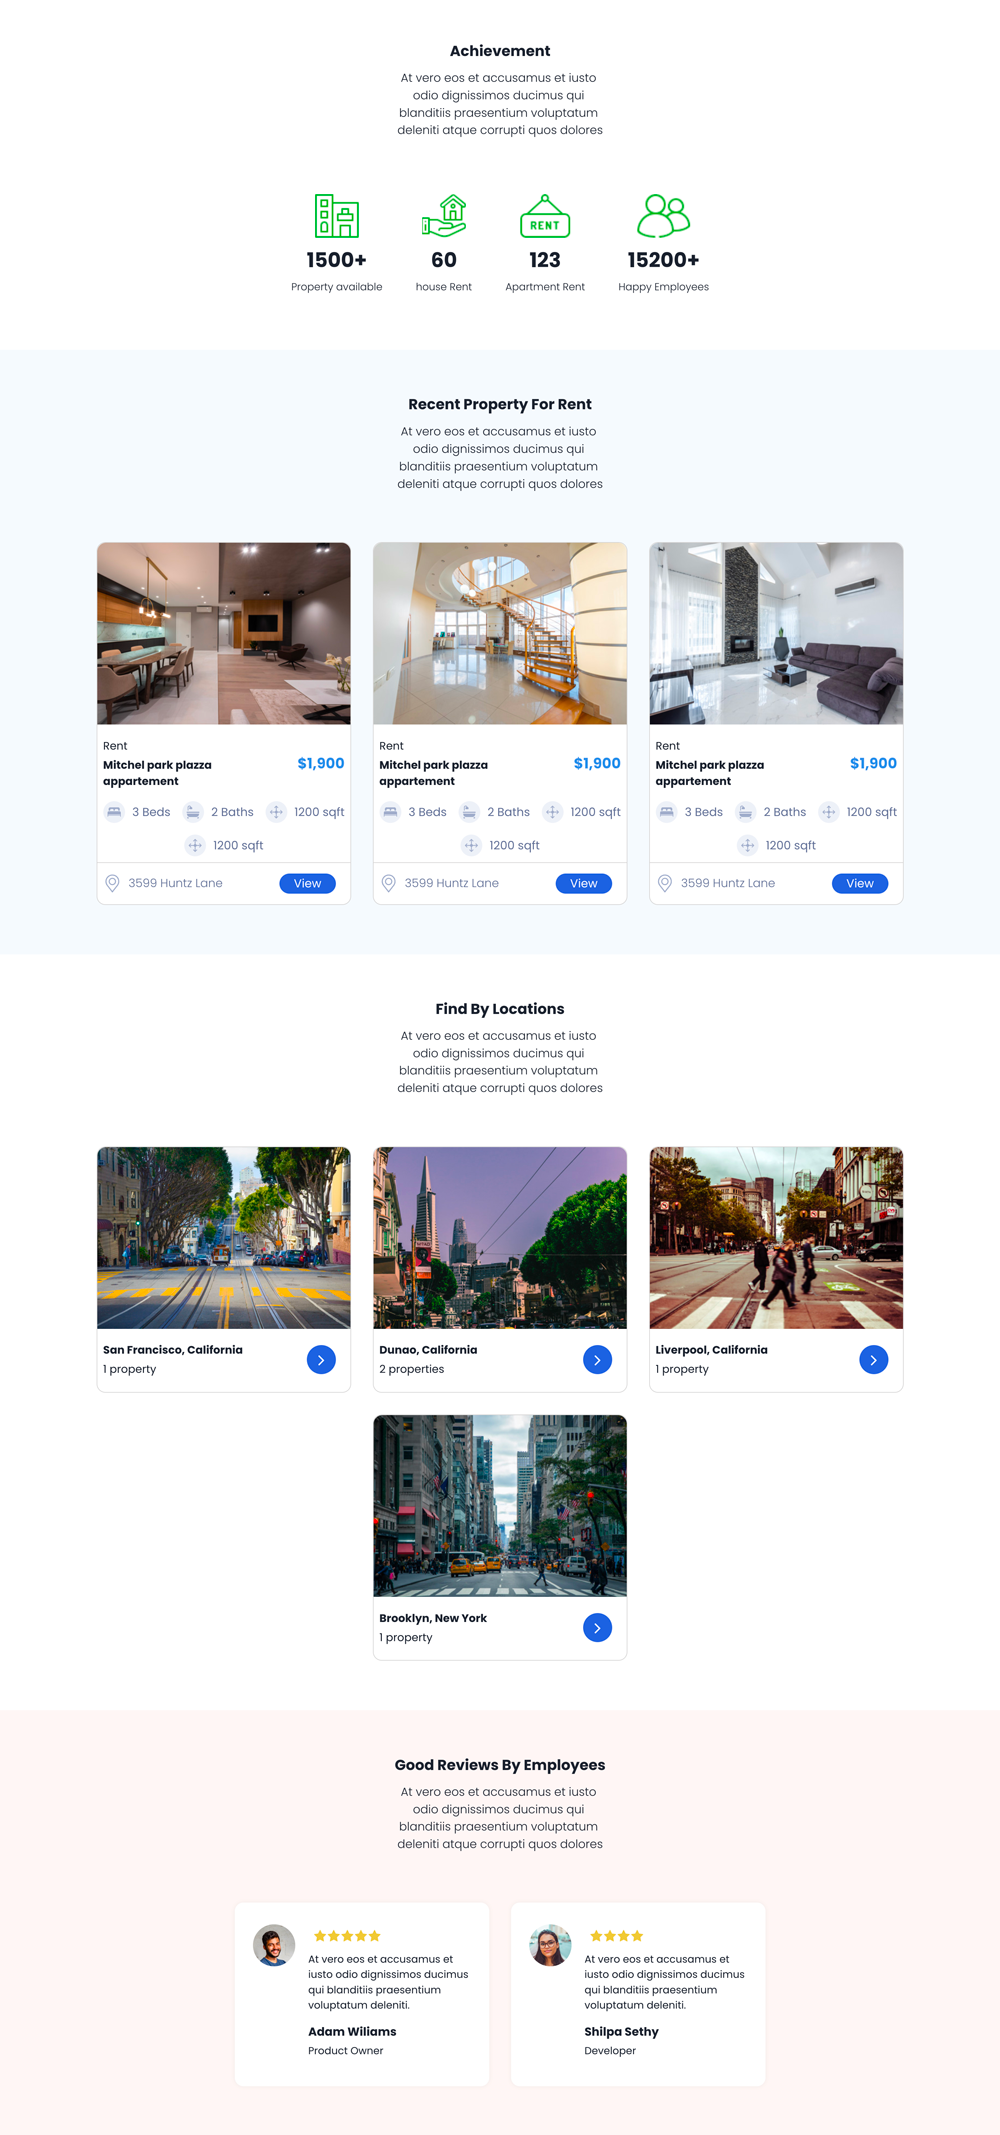 Achievement
At vero eos et accusamus et iusto
odio dignissimos ducimus qui
blanditiis praesentium voluptatum
deleniti atque corrupti quos dolores
RENT
1500+
60
123
15200+
Property available
house Rent
Apartment Rent
Happy Employees
Recent Property For Rent
At vero eos et accusamus et iusto
odio dignissimos ducimus qui
blanditiis praesentium voluptatum
deleniti atque corrupti quos dolores
Rent
Mitchel park plazza
appartement
$1,900
3 Beds
2 Baths
1200 sqft
1200 sqft
3599 Huntz Lane
View
Rent
Mitchel park plazza
appartement
$1,900
3 Beds
2 Baths
1200 sqft
1200 sqft
3599 Huntz Lane
View
Rent
Mitchel park plazza
appartement
$1,900
3 Beds
2 Baths
1200 sqft
1200 sqft
3599 Huntz Lane
View
Find By Locations
At vero eos et accusamus et iusto
odio dignissimos ducimus qui
blanditiis praesentium voluptatum
deleniti atque corrupti quos dolores
San Francisco, California
1 property
Dunao, California
2 properties
Liverpool, California
1 property
Brooklyn, New York
1 property
Good Reviews By Employees
At vero eos et accusamus et iusto
odio dignissimos ducimus qui
blanditiis praesentium voluptatum
deleniti atque corrupti quos dolores
At vero eos et accusamus et
iusto odio dignissimos ducimus
qui blanditiis praesentium
voluptatum deleniti.
Adam Wiliams
Product Owner
At vero eos et accusamus et
iusto odio dignissimos ducimus
qui blanditiis praesentium
voluptatum deleniti.
Shilpa Sethy
Developer